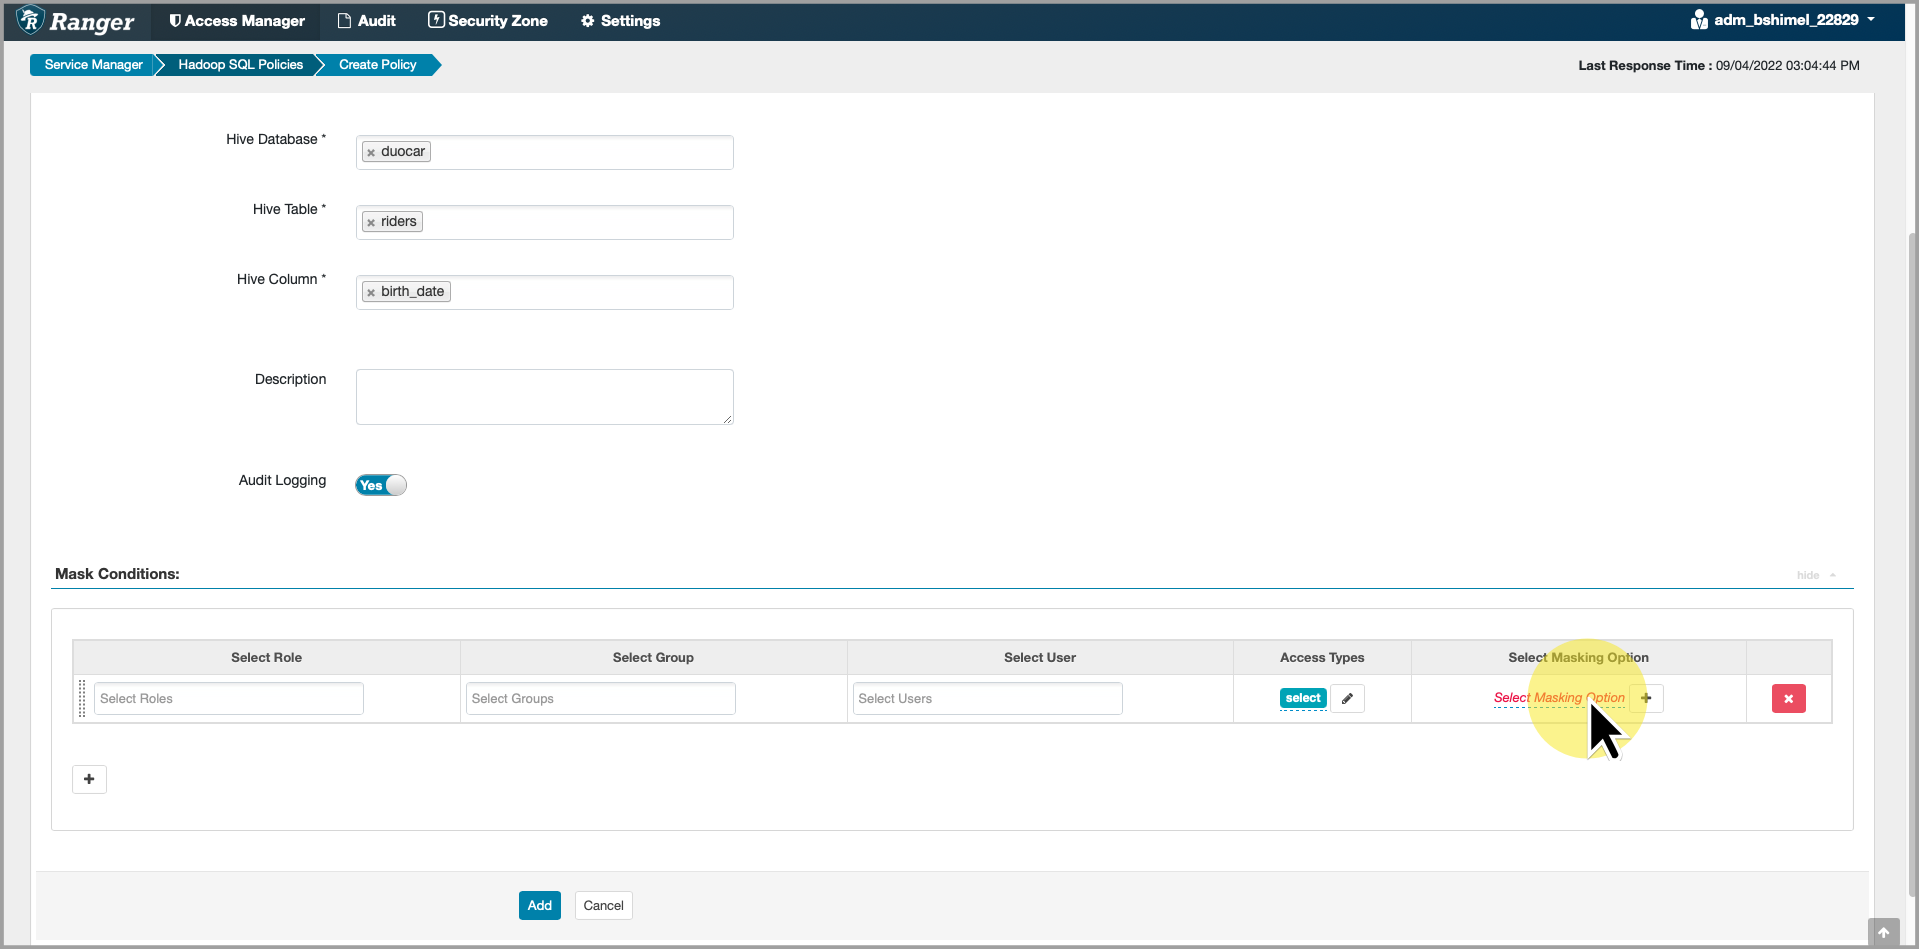 Ranger Access Manager Audit Security Zone Settings adm_bshimel_22829
Service Manager Hadoop SQL Policies Create Policy Last Response Time : 09/04/2022 03:04:44 PM
Hive Database * × duocar
Hive Table * × riders
Hive Column * × birth_date
Description
Audit Logging Yes
Mask Conditions: hide
Select Role Select Group Select User Access Types Select Masking Option
Select Roles Select Groups Select Users select Select Masking Option + ×
+
Add Cancel